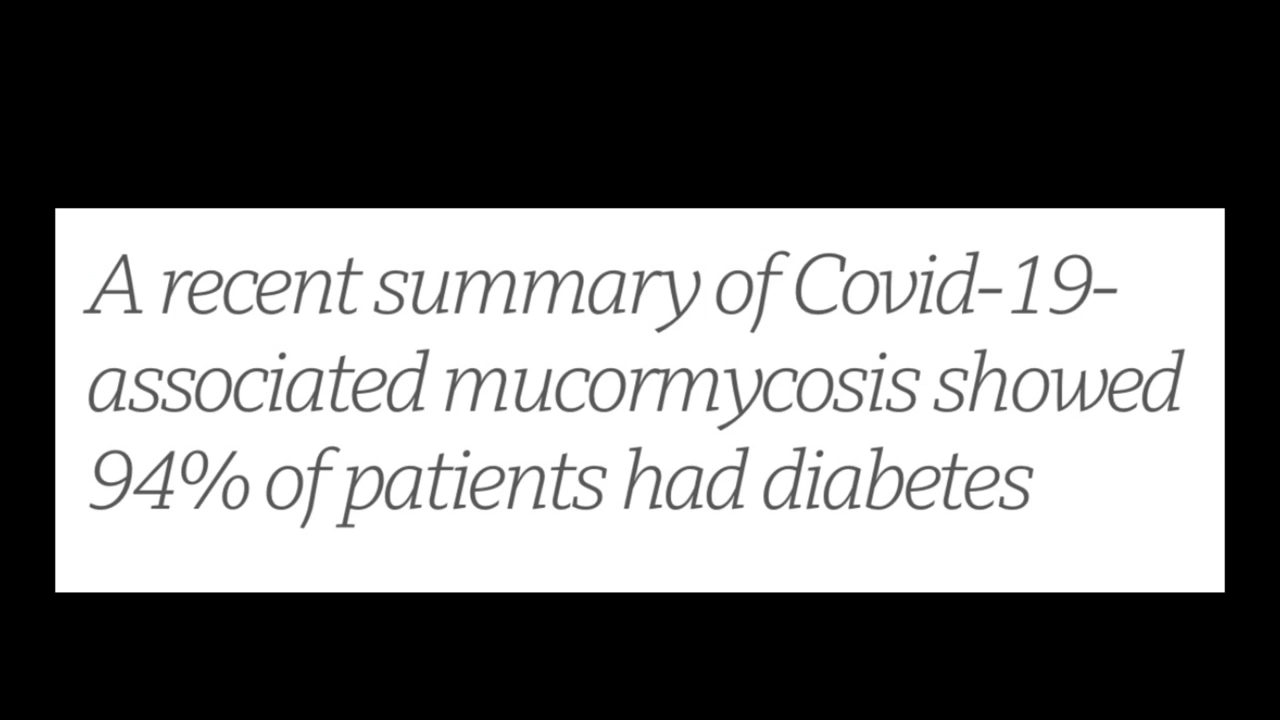 A recent summary of Covid-19-
associated mucormycosis showed
94% of patients had diabetes